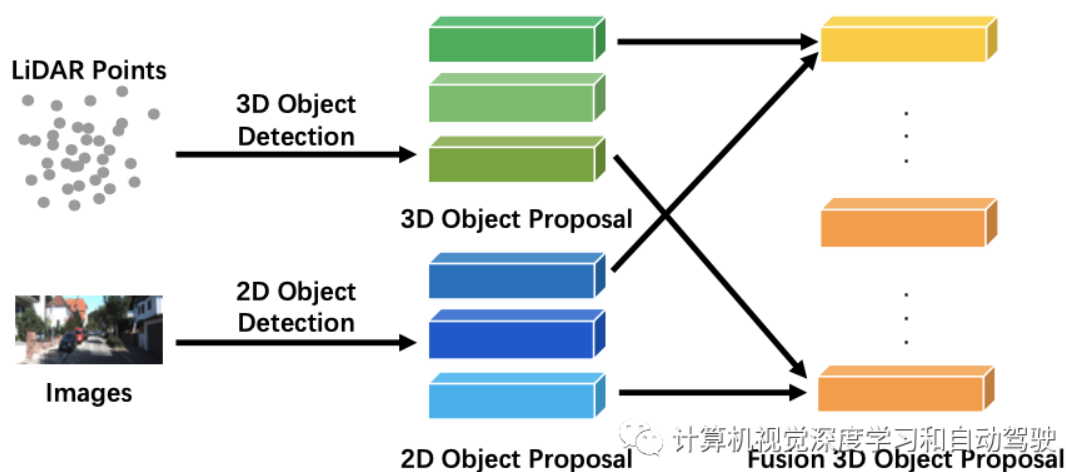 LiDAR Points
3D Object
Detection
3D Object Proposal
2D Object
Detection
Images
2D Object Proposal
计算机视觉深度学习和自动驾驶
Fusion 3D Object Proposal